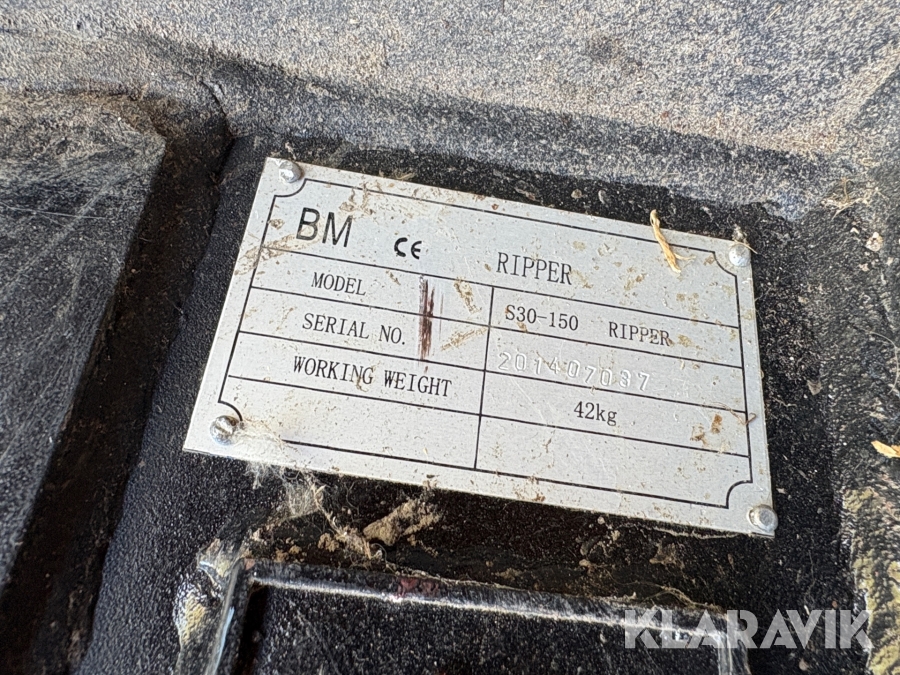 BM CE RIPPER
MODEL S30-150 RIPPER
SERIAL NO. 201407037
WORKING WEIGHT 42kg
KLARAVIK